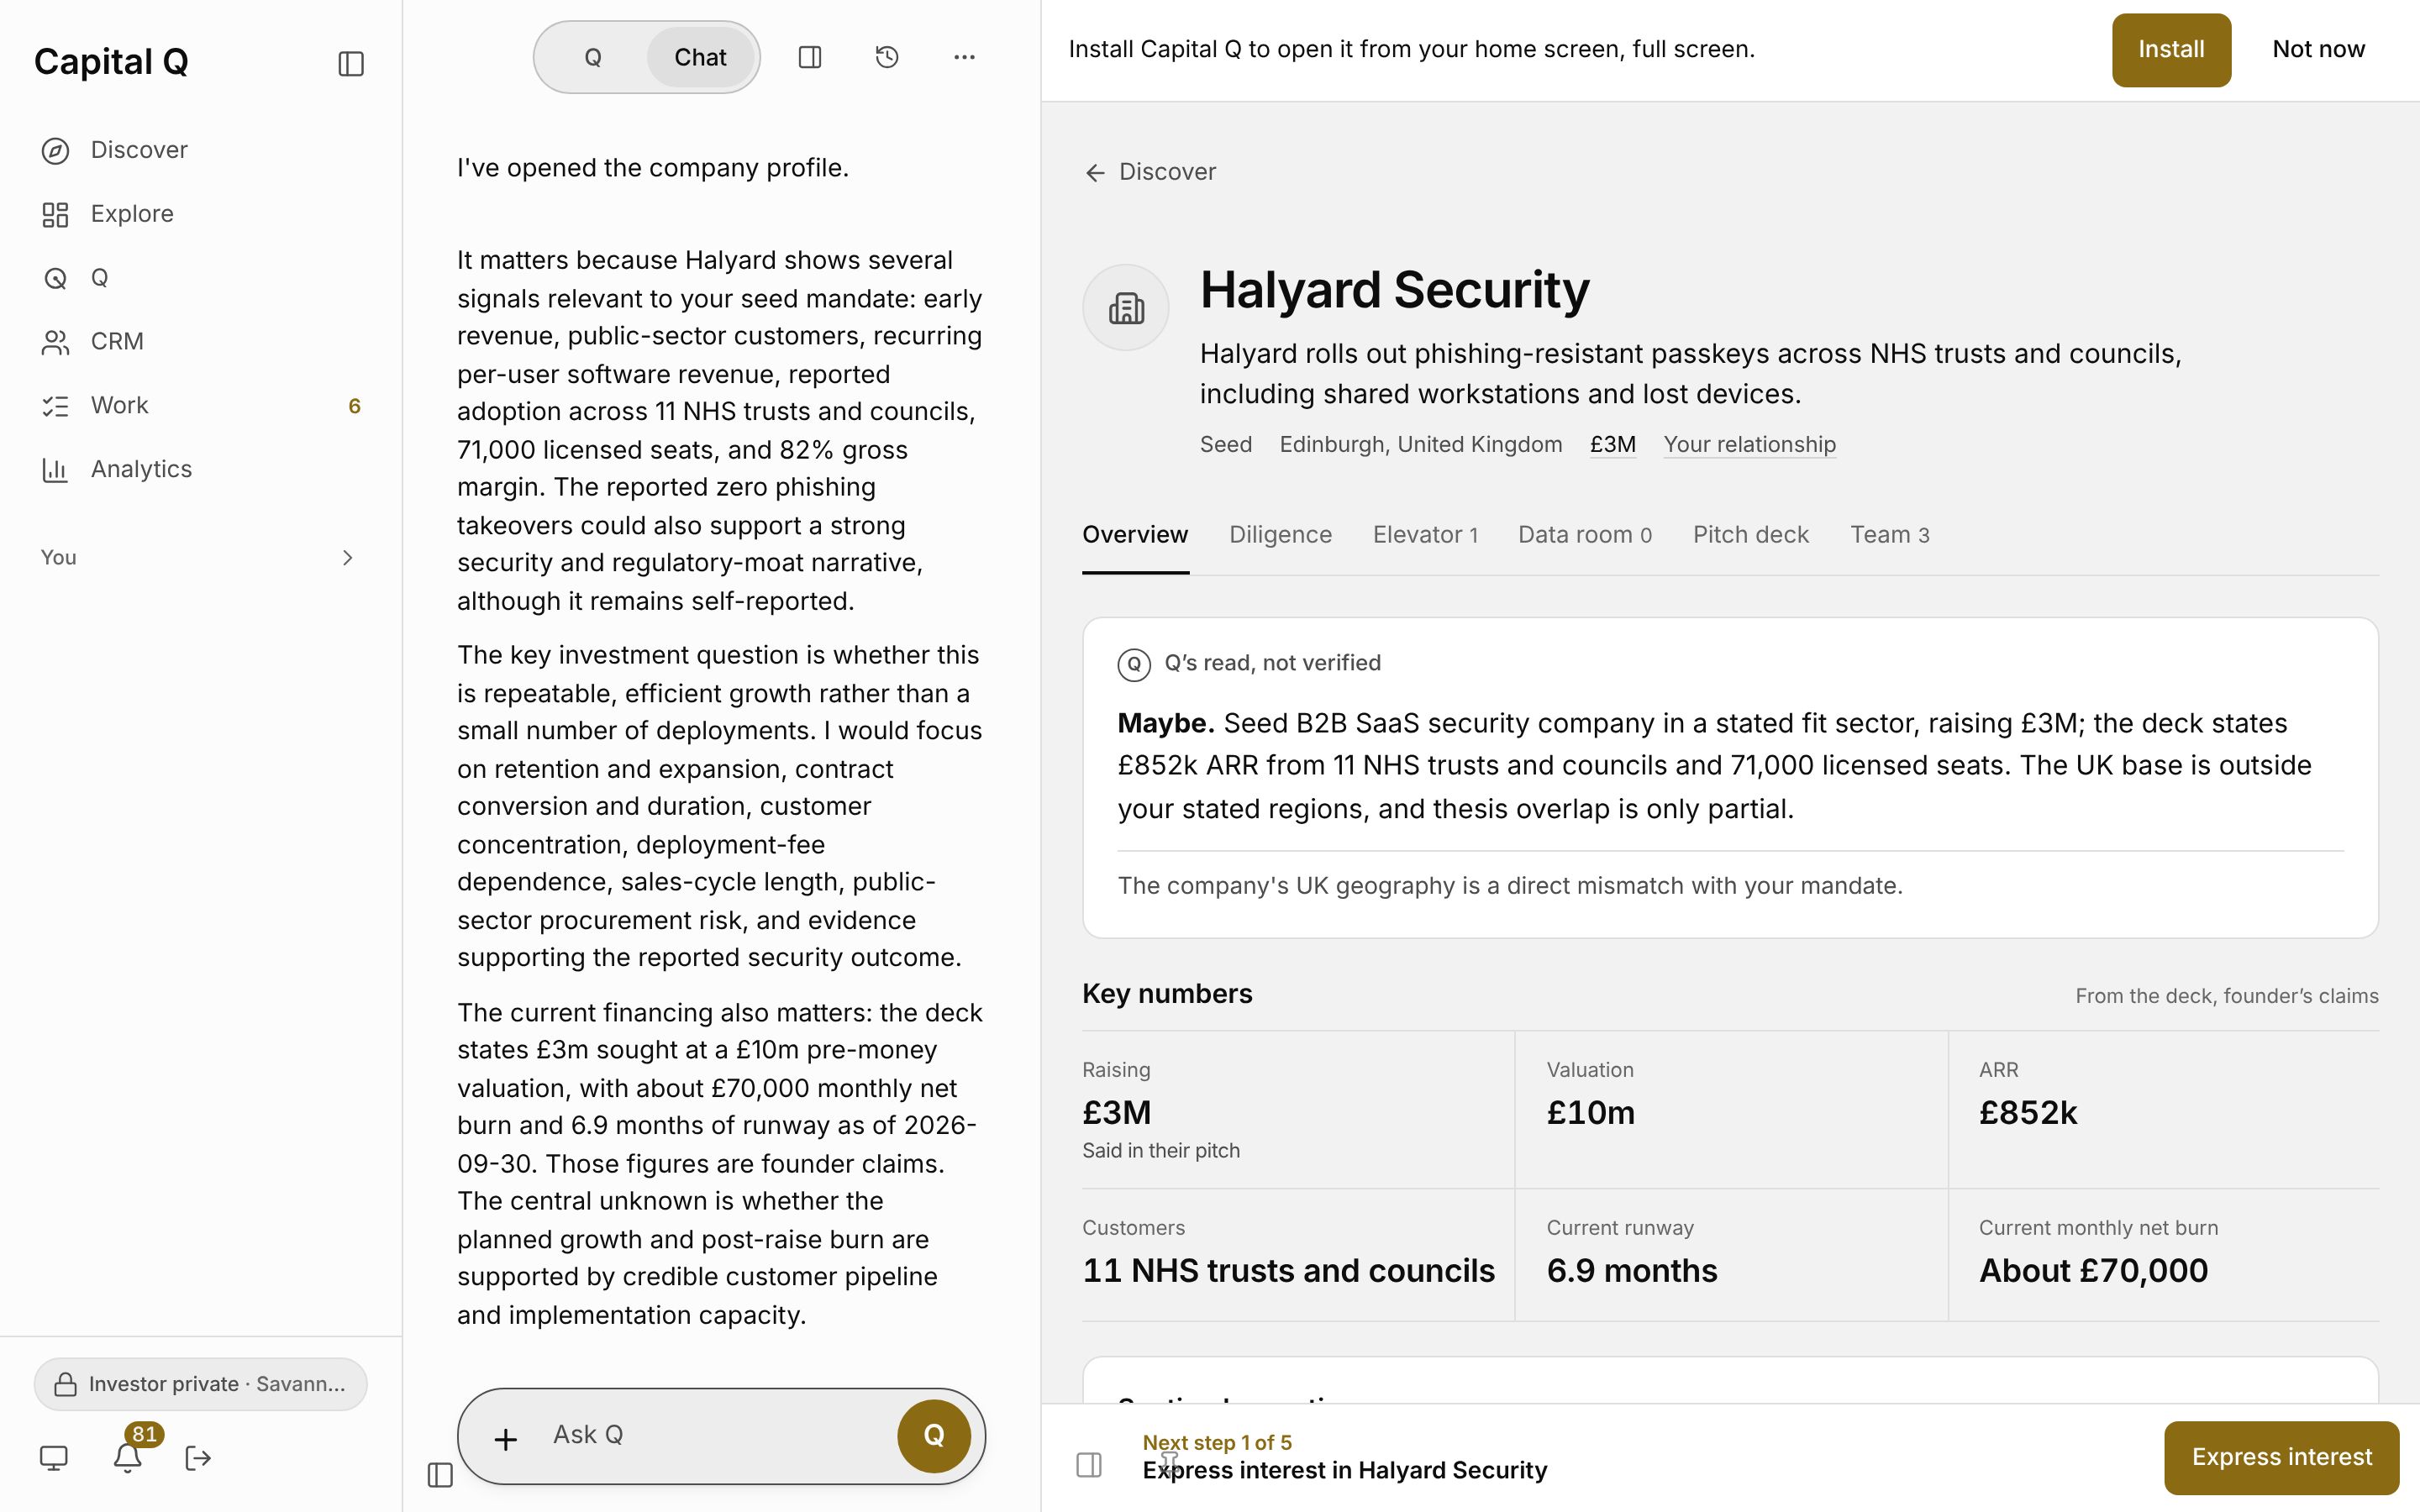 Capital Q
Discover
Explore
Q
CRM
Work 6
Analytics
You
Investor private · Savann...
81
Q Chat
I've opened the company profile.
It matters because Halyard shows several
signals relevant to your seed mandate: early
revenue, public-sector customers, recurring
per-user software revenue, reported
adoption across 11 NHS trusts and councils,
71,000 licensed seats, and 82% gross
margin. The reported zero phishing
takeovers could also support a strong
security and regulatory-moat narrative,
although it remains self-reported.
The key investment question is whether this
is repeatable, efficient growth rather than a
small number of deployments. I would focus
on retention and expansion, contract
conversion and duration, customer
concentration, deployment-fee
dependence, sales-cycle length, public-
sector procurement risk, and evidence
supporting the reported security outcome.
The current financing also matters: the deck
states £3m sought at a £10m pre-money
valuation, with about £70,000 monthly net
burn and 6.9 months of runway as of 2026-
09-30. Those figures are founder claims.
The central unknown is whether the
planned growth and post-raise burn are
supported by credible customer pipeline
and implementation capacity.
Ask Q
Q
Install Capital Q to open it from your home screen, full screen.
Install
Not now
Discover
Halyard Security
Halyard rolls out phishing-resistant passkeys across NHS trusts and councils,
including shared workstations and lost devices.
Seed Edinburgh, United Kingdom £3M Your relationship
Overview Diligence Elevator 1 Data room 0 Pitch deck Team 3
Q Q’s read, not verified
Maybe. Seed B2B SaaS security company in a stated fit sector, raising £3M; the deck states
£852k ARR from 11 NHS trusts and councils and 71,000 licensed seats. The UK base is outside
your stated regions, and thesis overlap is only partial.
The company's UK geography is a direct mismatch with your mandate.
Key numbers
From the deck, founder’s claims
Raising Valuation ARR
£3M £10m £852k
Said in their pitch
Customers Current runway Current monthly net burn
11 NHS trusts and councils 6.9 months About £70,000
Next step 1 of 5
Express interest in Halyard Security
Express interest